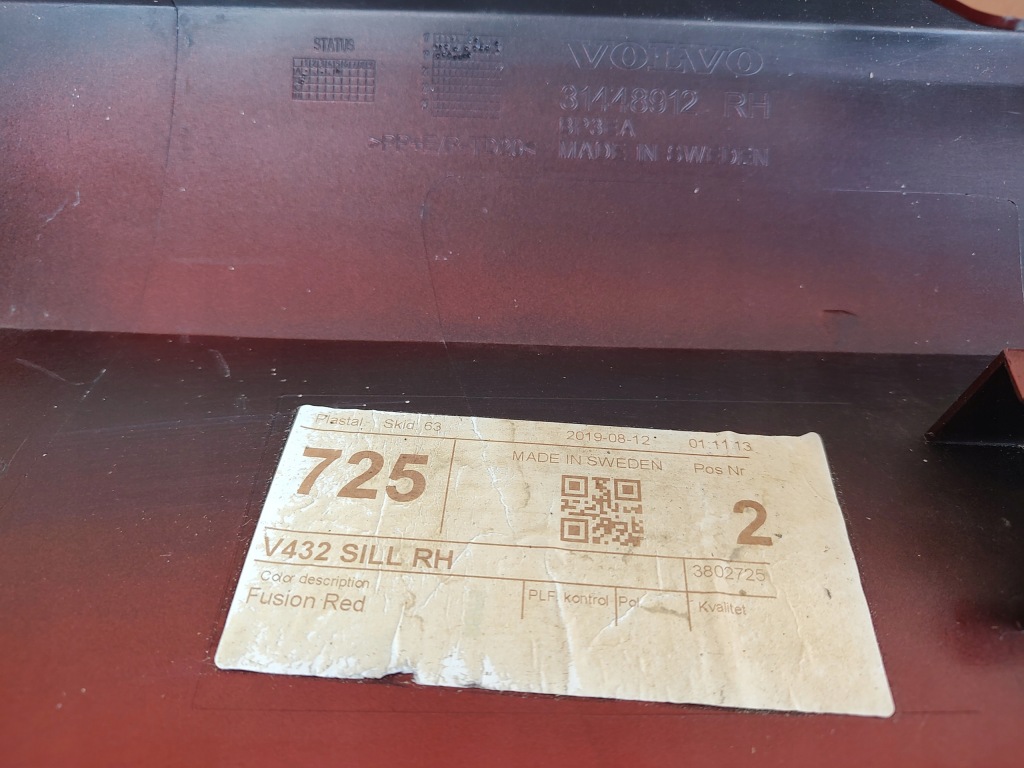 STATUS
VOLVO
31448912 RH
MADE IN SWEDEN
Plastal Skid 63 2019-08-12 01.11.13
725 MADE IN SWEDEN Pos Nr
2
V432 SILL RH 3802725
Color description PLF. kontrol Kvalitet
Fusion Red